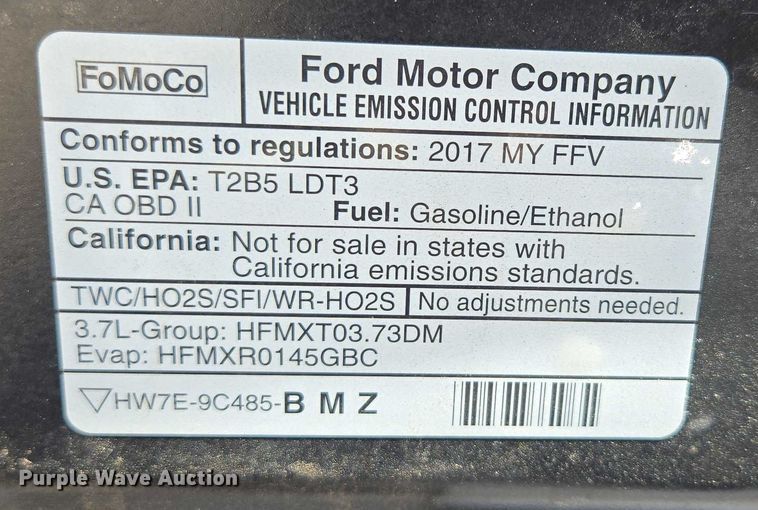 FoMoCo
Ford Motor Company
VEHICLE EMISSION CONTROL INFORMATION
Conforms to regulations: 2017 MY FFV
U.S. EPA: T2B5 LDT3
CA OBD II Fuel: Gasoline/Ethanol
California: Not for sale in states with
California emissions standards.
TWC/HO2S/SFI/WR-HO2S No adjustments needed.
3.7L-Group: HFMXT03.73DM
Evap: HFMXR0145GBC
HW7E-9C485-B M Z
Purple Wave Auction